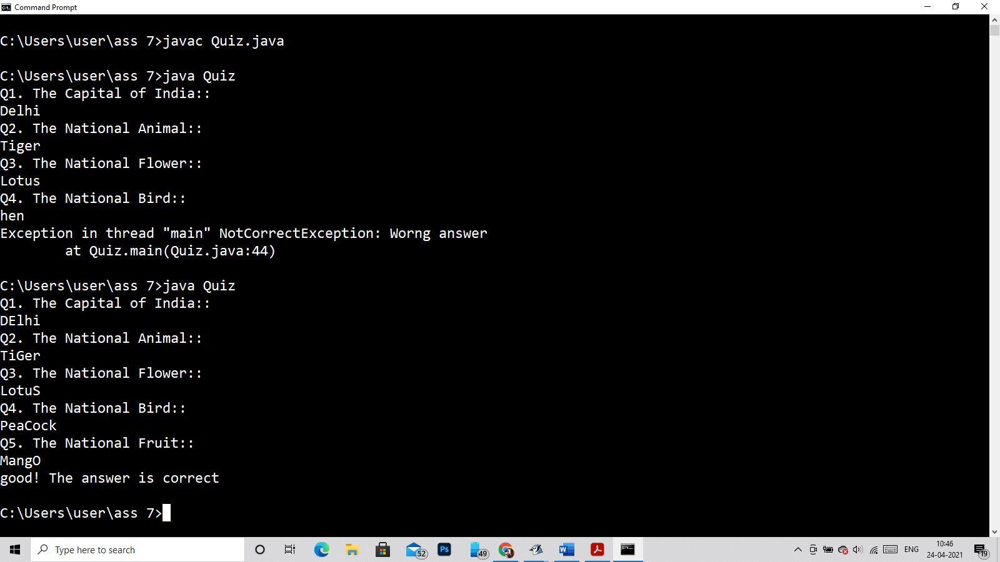 Command Prompt
C:\Users\user\ass 7>javac Quiz.java
C:\Users\user\ass 7>java Quiz
Q1. The Capital of India::
Delhi
Q2. The National Animal::
Tiger
Q3. The National Flower::
Lotus
Q4. The National Bird::
hen
Exception in thread "main" NotCorrectException: Worng answer
at Quiz.main(Quiz.java:44)
C:\Users\user\ass 7>java Quiz
Q1. The Capital of India::
DElhi
Q2. The National Animal::
TiGer
Q3. The National Flower::
LotuS
Q4. The National Bird::
PeaCock
Q5. The National Fruit::
MangO
good! The answer is correct
C:\Users\user\ass 7>
Type here to search
52
Ps
49
W
ENG
10:46
24-04-2021
19